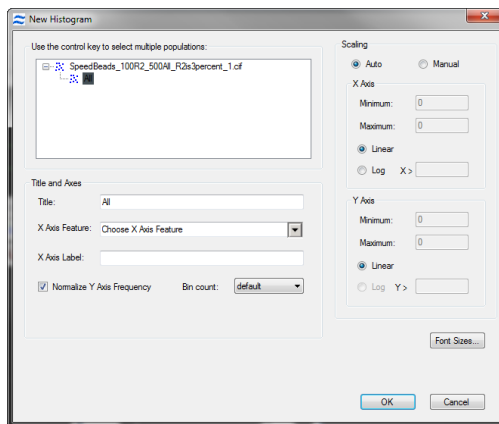 New Histogram
Use the control key to select multiple populations:
SpeedBeads_100R2_500All_R2is3percent_1.cif
All
Title and Axes
Title: All
X Axis Feature: Choose X Axis Feature
X Axis Label:
Normalize Y Axis Frequency Bin count: default
Scaling
Auto Manual
X Axis
Minimum: 0
Maximum: 0
Linear
Log X >
Y Axis
Minimum: 0
Maximum: 0
Linear
Log Y >
Font Sizes...
OK Cancel